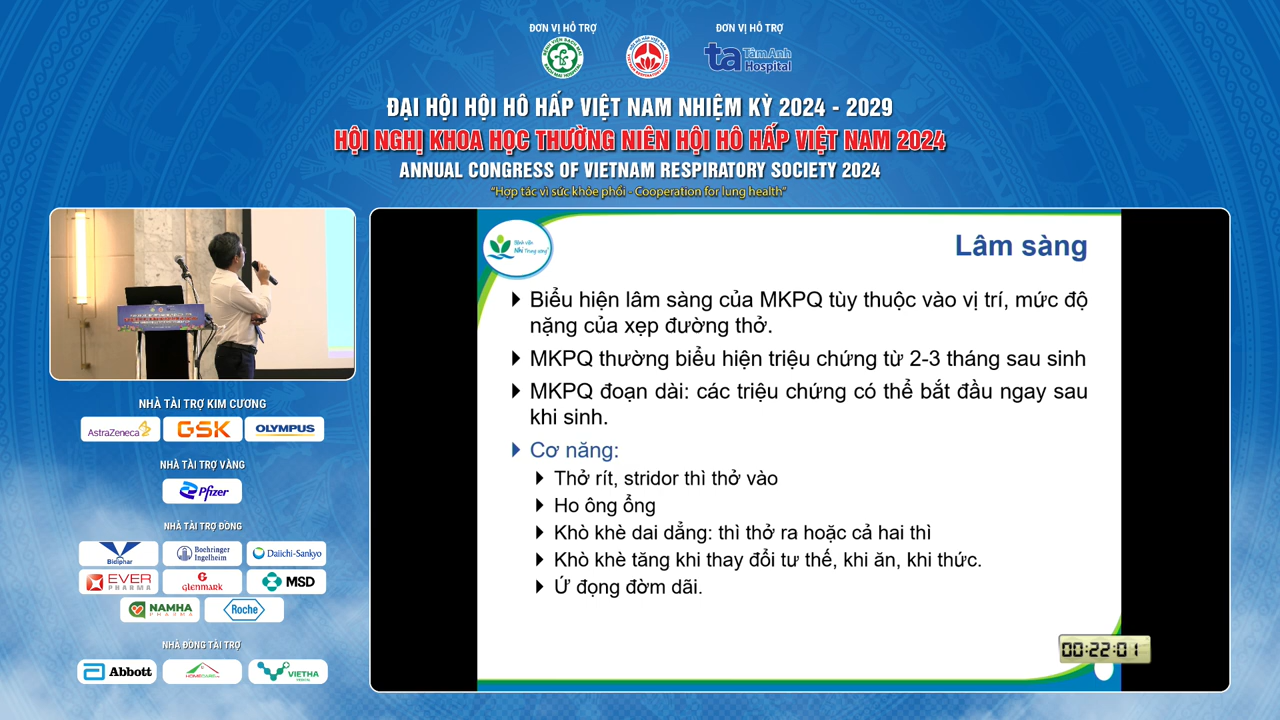 ĐƠN VỊ HỖ TRỢ
ĐƠN VỊ HỖ TRỢ
ta TâmAnh
Hospital
ĐẠI HỘI HỘI HÔ HẤP VIỆT NAM NHIỆM KỲ 2024 - 2029
HỘI NGHỊ KHOA HỌC THƯỜNG NIÊN HỘI HÔ HẤP VIỆT NAM 2024
ANNUAL CONGRESS OF VIETNAM RESPIRATORY SOCIETY 2024
“Hợp tác vì sức khỏe phổi - Cooperation for lung health”
Bệnh viện
Nhi Trung ương
Lâm sàng
Biểu hiện lâm sàng của MKPQ tùy thuộc vào vị trí, mức độ
nặng của xẹp đường thở.
MKPQ thường biểu hiện triệu chứng từ 2-3 tháng sau sinh
MKPQ đoạn dài: các triệu chứng có thể bắt đầu ngay sau
khi sinh.
Cơ năng:
Thở rít, stridor thì thở vào
Ho ông ổng
Khò khè dai dẳng: thì thở ra hoặc cả hai thì
Khò khè tăng khi thay đổi tư thế, khi ăn, khi thức.
Ứ đọng đờm dãi.
00:22:01
NHÀ TÀI TRỢ KIM CƯƠNG
AstraZeneca
GSK
OLYMPUS
NHÀ TÀI TRỢ VÀNG
Pfizer
NHÀ TÀI TRỢ ĐỒNG
Bidiphar
Boehringer
Ingelheim
Daiichi-Sankyo
EVER
PHARMA
GLENMARK
MSD
NAMHA
PHARMA
Roche
NHÀ ĐỒNG TÀI TRỢ
Abbott
VIETHA